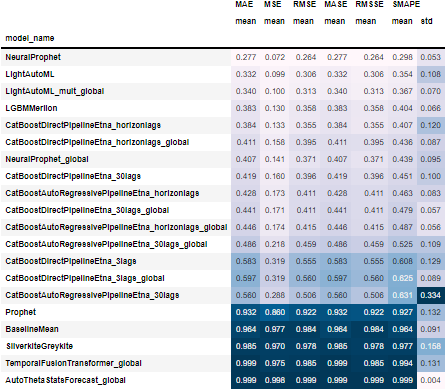 MAE MSE RMSE MASE RMSSE SMAPE
mean mean mean mean mean mean std
model_name
NeuralProphet 0.277 0.072 0.264 0.277 0.264 0.298 0.053
LightAutoML 0.332 0.099 0.306 0.332 0.306 0.354 0.108
LightAutoML_mult_global 0.340 0.100 0.313 0.340 0.313 0.367 0.070
LGBMMerlion 0.383 0.130 0.358 0.383 0.358 0.404 0.066
CatBoostDirectPipelineEtna_horizonlags 0.384 0.133 0.355 0.384 0.355 0.407 0.120
CatBoostDirectPipelineEtna_horizonlags_global 0.411 0.158 0.395 0.411 0.395 0.436 0.087
NeuralProphet_global 0.407 0.141 0.371 0.407 0.371 0.439 0.095
CatBoostDirectPipelineEtna_30lags 0.419 0.160 0.396 0.419 0.396 0.451 0.100
CatBoostAutoRegressivePipelineEtna_horizonlags 0.428 0.173 0.411 0.428 0.411 0.463 0.083
CatBoostDirectPipelineEtna_30lags_global 0.441 0.171 0.411 0.441 0.411 0.479 0.057
CatBoostAutoRegressivePipelineEtna_horizonlags_global 0.446 0.174 0.415 0.446 0.415 0.487 0.056
CatBoostAutoRegressivePipelineEtna_30lags_global 0.486 0.218 0.459 0.486 0.459 0.525 0.109
CatBoostDirectPipelineEtna_3lags 0.583 0.319 0.555 0.583 0.555 0.608 0.129
CatBoostDirectPipelineEtna_3lags_global 0.597 0.319 0.560 0.597 0.560 0.625 0.089
CatBoostAutoRegressivePipelineEtna_30lags 0.560 0.288 0.506 0.560 0.506 0.631 0.334
Prophet 0.932 0.860 0.922 0.932 0.922 0.927 0.132
BaselineMean 0.964 0.977 0.984 0.964 0.984 0.964 0.091
SilverkiteGreykite 0.985 0.970 0.978 0.985 0.978 0.977 0.158
TemporalFusionTransformer_global 0.999 0.975 0.985 0.999 0.985 0.994 0.131
AutoThetaStatsForecast_global 0.999 0.998 0.999 0.999 0.999 0.999 0.004